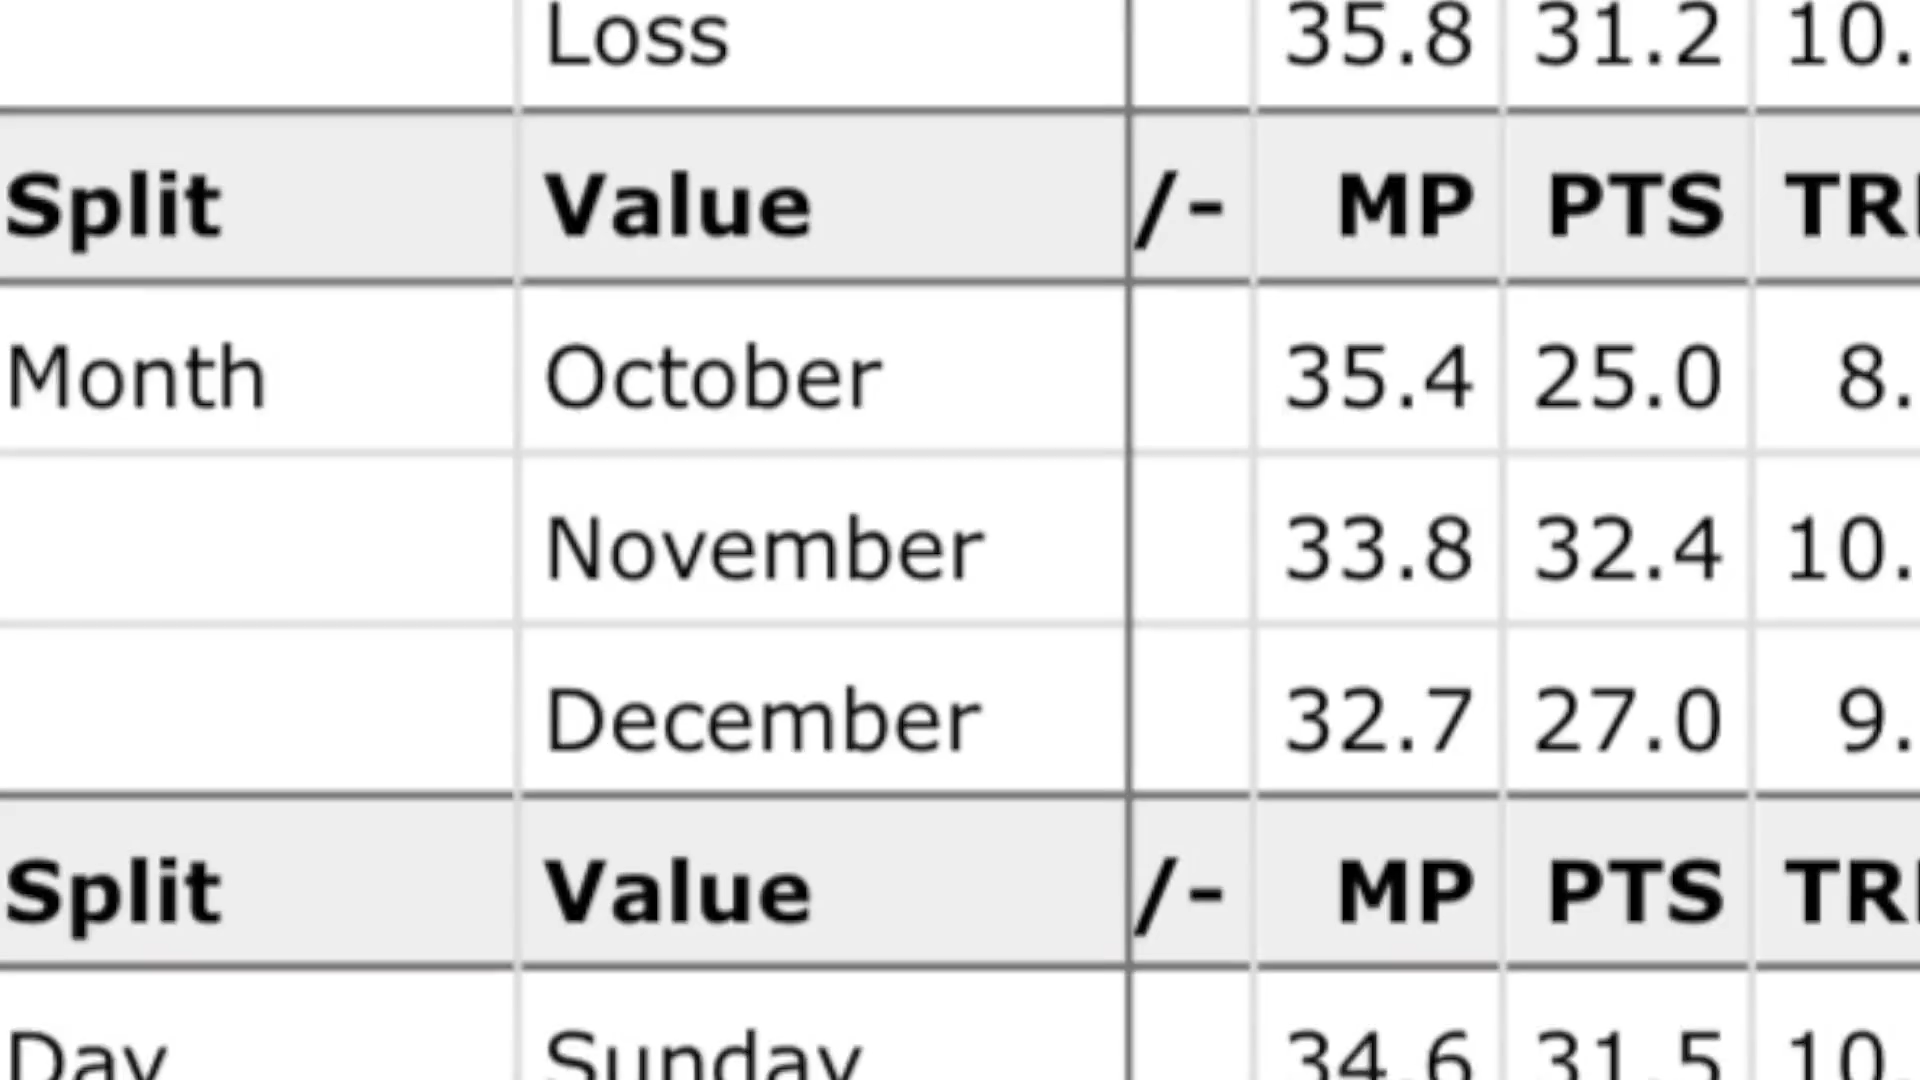 Loss 35.8 31.2 10.
Split Value /- MP PTS TR
Month October 35.4 25.0 8.
November 33.8 32.4 10.
December 32.7 27.0 9.
Split Value /- MP PTS TR
Day Sunday 34.6 31.5 10.